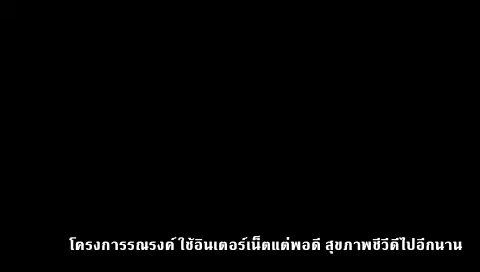 โครงการรณรงค์ ใช้อินเตอร์เน็ตแต่พอดี สุขภาพชีวีดีไปอีกนาน